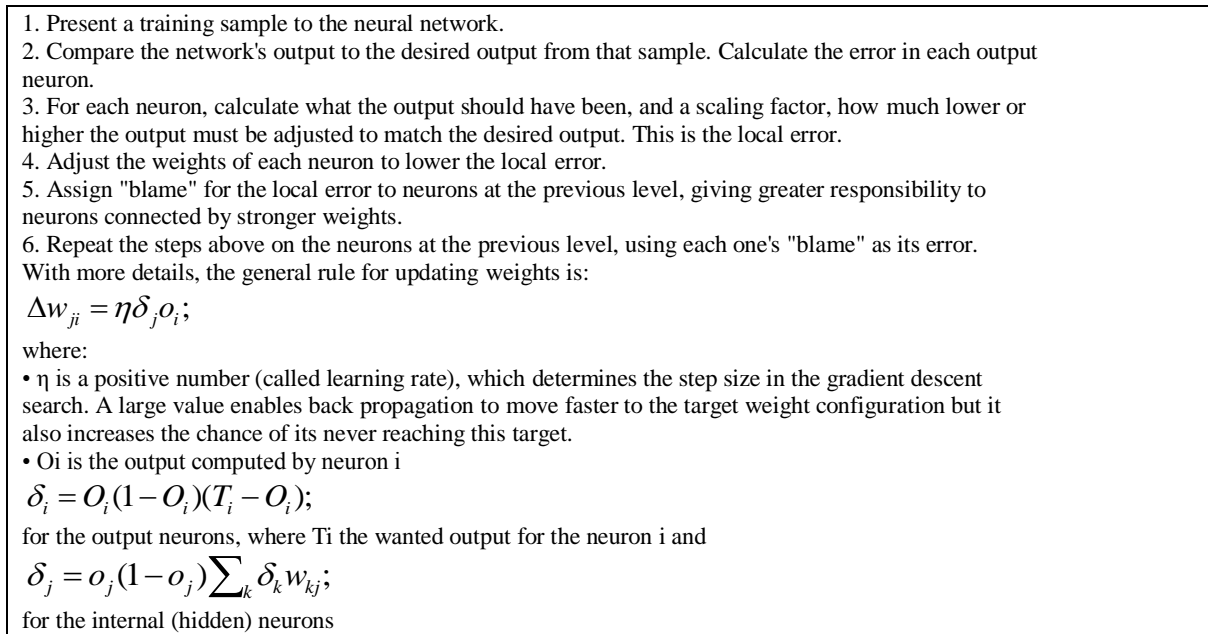 1. Present a training sample to the neural network.
2. Compare the network's output to the desired output from that sample. Calculate the error in each output
neuron.
3. For each neuron, calculate what the output should have been, and a scaling factor, how much lower or
higher the output must be adjusted to match the desired output. This is the local error.
4. Adjust the weights of each neuron to lower the local error.
5. Assign "blame" for the local error to neurons at the previous level, giving greater responsibility to
neurons connected by stronger weights.
6. Repeat the steps above on the neurons at the previous level, using each one's "blame" as its error.
With more details, the general rule for updating weights is:
Δw_{ji} = ηδ_j o_i;
where:
• η is a positive number (called learning rate), which determines the step size in the gradient descent
search. A large value enables back propagation to move faster to the target weight configuration but it
also increases the chance of its never reaching this target.
• Oi is the output computed by neuron i
δ_i = O_i(1−O_i)(T_i−O_i);
for the output neurons, where Ti the wanted output for the neuron i and
δ_j = o_j(1−o_j)∑_k δ_k w_{kj};
for the internal (hidden) neurons